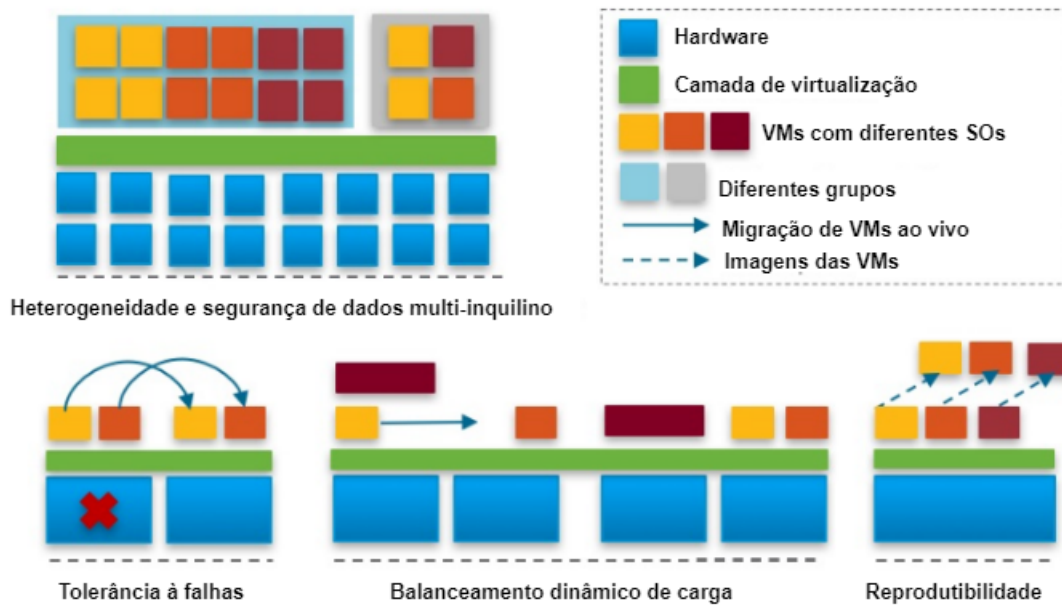 Hardware
Camada de virtualização
VMs com diferentes SOs
Diferentes grupos
Migração de VMs ao vivo
Imagens das VMs
Heterogeneidade e segurança de dados multi-inquilino
Tolerância à falhas
Balanceamento dinâmico de carga
Reprodutibilidade